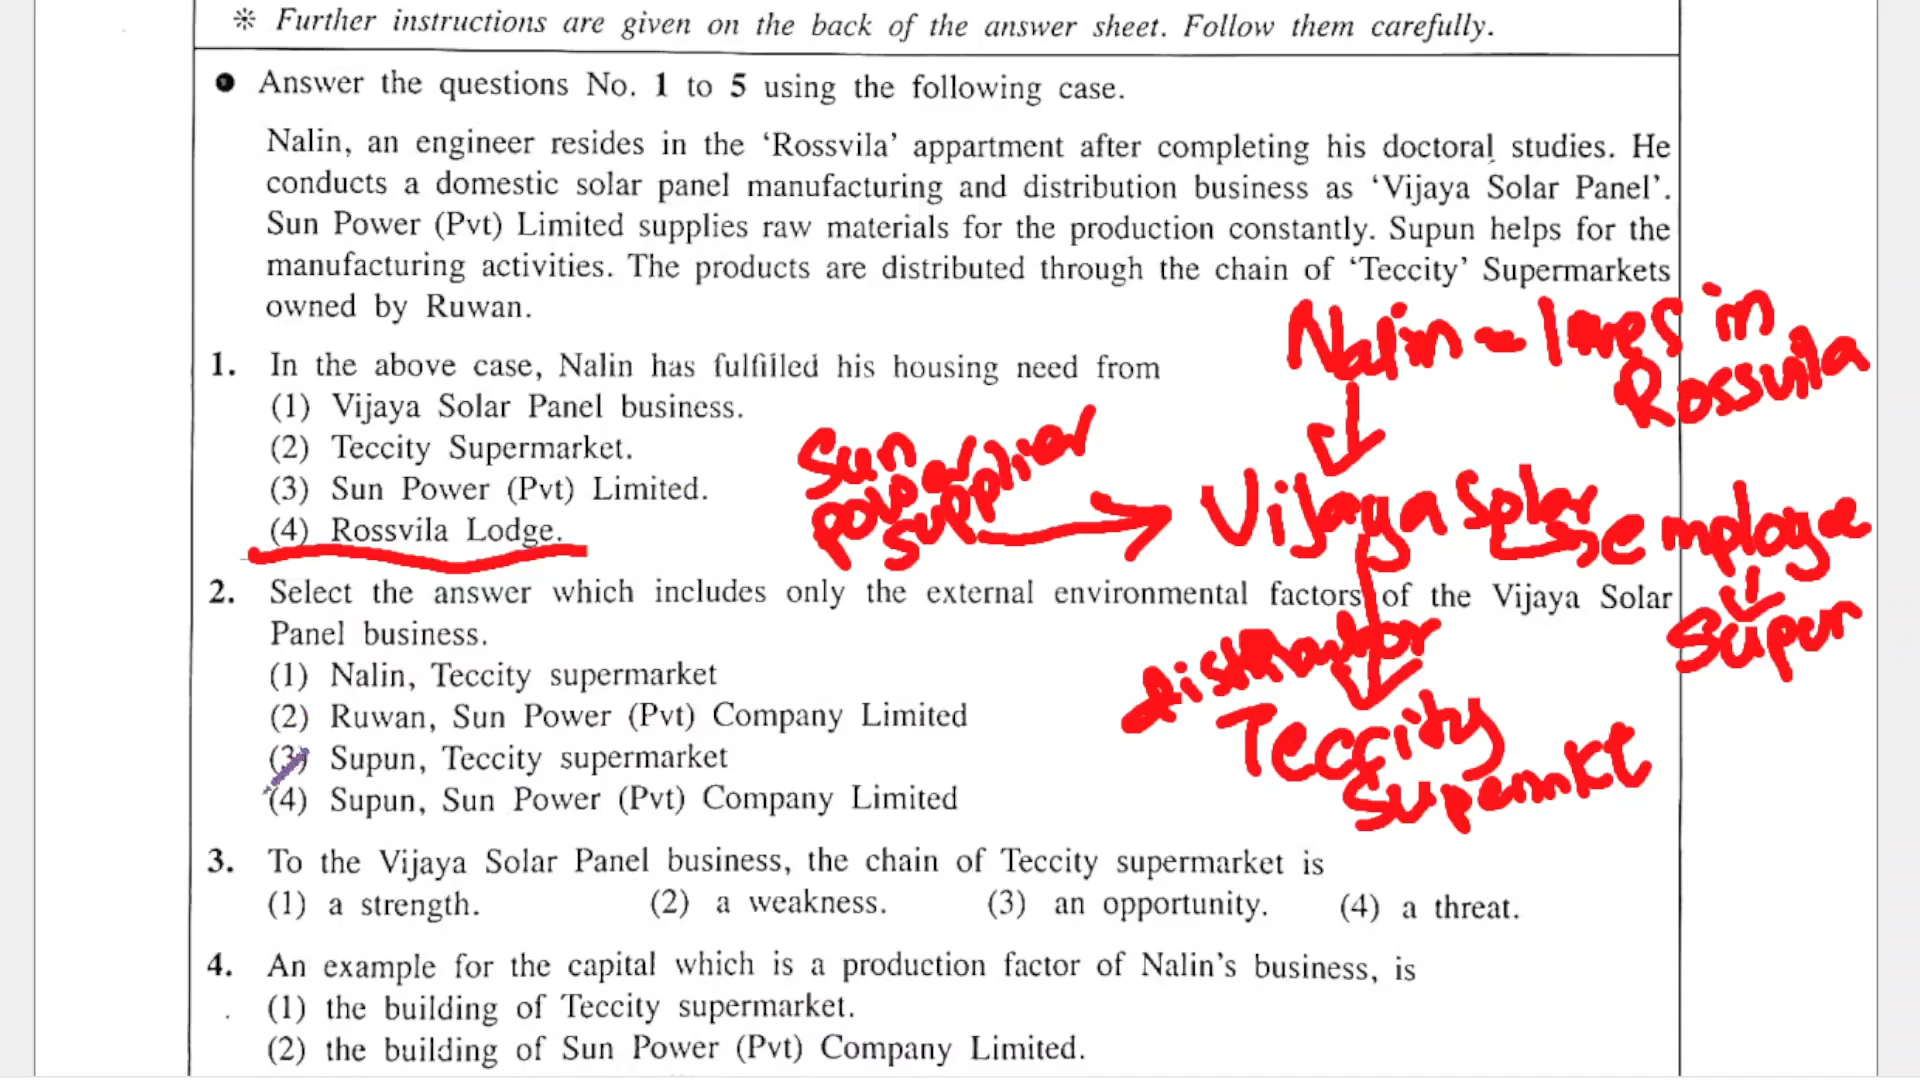 ※ Further instructions are given on the back of the answer sheet. Follow them carefully.
● Answer the questions No. 1 to 5 using the following case.
Nalin, an engineer resides in the ‘Rossvila’ appartment after completing his doctoral studies. He
conducts a domestic solar panel manufacturing and distribution business as ‘Vijaya Solar Panel’.
Sun Power (Pvt) Limited supplies raw materials for the production constantly. Supun helps for the
manufacturing activities. The products are distributed through the chain of ‘Teccity’ Supermarkets
owned by Ruwan.
Nalin - lives in
Rossvila
1. In the above case, Nalin has fulfilled his housing need from
(1) Vijaya Solar Panel business.
(2) Teccity Supermarket.
(3) Sun Power (Pvt) Limited.
(4) Rossvila Lodge.
Sun
power
supplier
Vijaya Solar
employee
Supun
2. Select the answer which includes only the external environmental factors of the Vijaya Solar
Panel business.
(1) Nalin, Teccity supermarket
(2) Ruwan, Sun Power (Pvt) Company Limited
(3) Supun, Teccity supermarket
(4) Supun, Sun Power (Pvt) Company Limited
distributor
Teccity
Supermkt
3. To the Vijaya Solar Panel business, the chain of Teccity supermarket is
(1) a strength. (2) a weakness. (3) an opportunity. (4) a threat.
4. An example for the capital which is a production factor of Nalin’s business, is
(1) the building of Teccity supermarket.
(2) the building of Sun Power (Pvt) Company Limited.